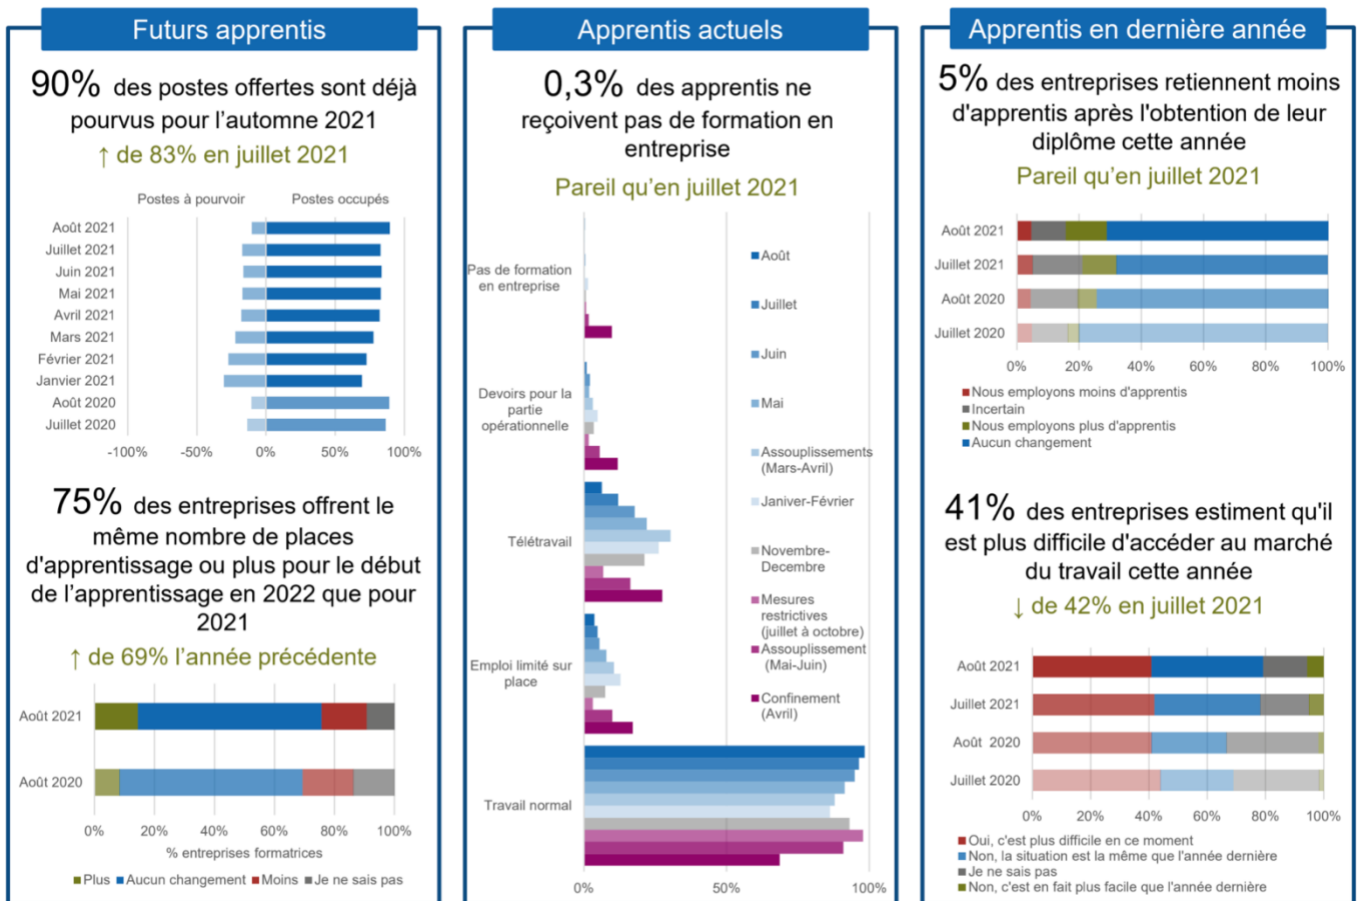 Futurs apprentis
90% des postes offertes sont déjà
pourvus pour l'automne 2021
↑ de 83% en juillet 2021
Postes à pourvoir
Postes occupés
Août 2021
Juillet 2021
Juin 2021
Mai 2021
Avril 2021
Mars 2021
Février 2021
Janvier 2021
Août 2020
Juillet 2020
-100%
-50%
0%
50%
100%
75% des entreprises offrent le
même nombre de places
d'apprentissage ou plus pour le début
de l'apprentissage en 2022 que pour
2021
↑ de 69% l'année précédente
Août 2021
Août 2020
0%
20%
40%
60%
80%
100%
% entreprises formatrices
Plus
Aucun changement
Moins
Je ne sais pas
Apprentis actuels
0,3% des apprentis ne
reçoivent pas de formation en
entreprise
Pareil qu'en juillet 2021
Pas de formation
en entreprise
Devoirs pour la
partie
opérationnelle
Télétravail
Emploi limité sur
place
Travail normal
0%
50%
100%
Août
Juillet
Juin
Mai
Assouplissements
(Mars-Avril)
Janiver-Février
Novembre-
Decembre
Mesures
restrictives
(juillet à octobre)
Assouplissement
(Mai-Juin)
Confinement
(Avril)
Apprentis en dernière année
5% des entreprises retiennent moins
d'apprentis après l'obtention de leur
diplôme cette année
Pareil qu'en juillet 2021
Août 2021
Juillet 2021
Août 2020
Juillet 2020
0%
20%
40%
60%
80%
100%
Nous employons moins d'apprentis
Incertain
Nous employons plus d'apprentis
Aucun changement
41% des entreprises estiment qu'il
est plus difficile d'accéder au marché
du travail cette année
↓ de 42% en juillet 2021
Août 2021
Juillet 2021
Août 2020
Juillet 2020
0%
20%
40%
60%
80%
100%
Oui, c'est plus difficile en ce moment
Non, la situation est la même que l'année dernière
Je ne sais pas
Non, c'est en fait plus facile que l'année dernière